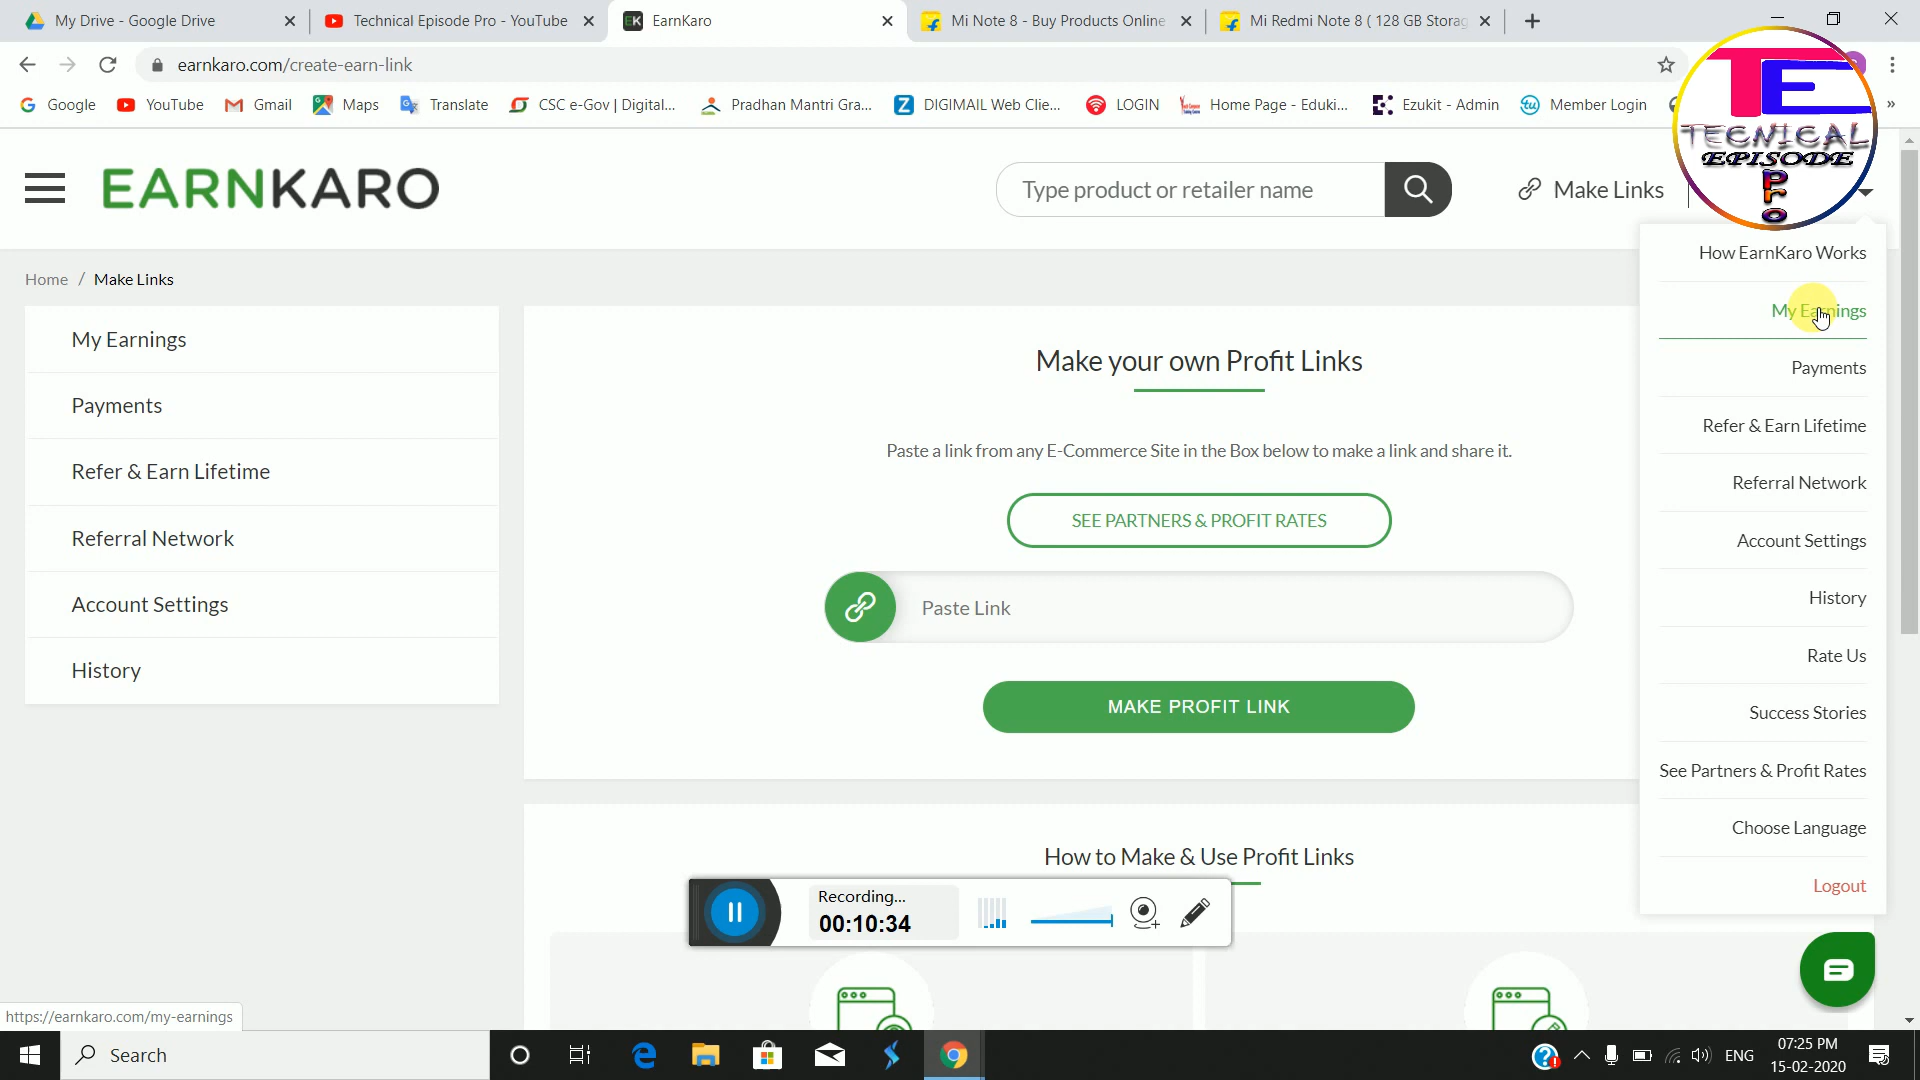 My Drive - Google Drive
Technical Episode Pro - YouTube
EK EarnKaro
Mi Note 8 - Buy Products Online
Mi Redmi Note 8 ( 128 GB Storag
earnkaro.com/create-earn-link
Google
YouTube
Gmail
Maps
Translate
CSC e-Gov | Digital...
Pradhan Mantri Gra...
Z DIGIMAIL Web Clie...
LOGIN
Home Page - Eduki...
Ezukit - Admin
Member Login
»
TE
TECNICAL
EPISODE
Pro
EARNKARO
Type product or retailer name
Make Links
Home / Make Links
My Earnings
Payments
Refer & Earn Lifetime
Referral Network
Account Settings
History
Make your own Profit Links
Paste a link from any E-Commerce Site in the Box below to make a link and share it.
SEE PARTNERS & PROFIT RATES
Paste Link
MAKE PROFIT LINK
How to Make & Use Profit Links
How EarnKaro Works
My Earnings
Payments
Refer & Earn Lifetime
Referral Network
Account Settings
History
Rate Us
Success Stories
See Partners & Profit Rates
Choose Language
Logout
Recording...
00:10:34
https://earnkaro.com/my-earnings
Search
ENG
07:25 PM
15-02-2020